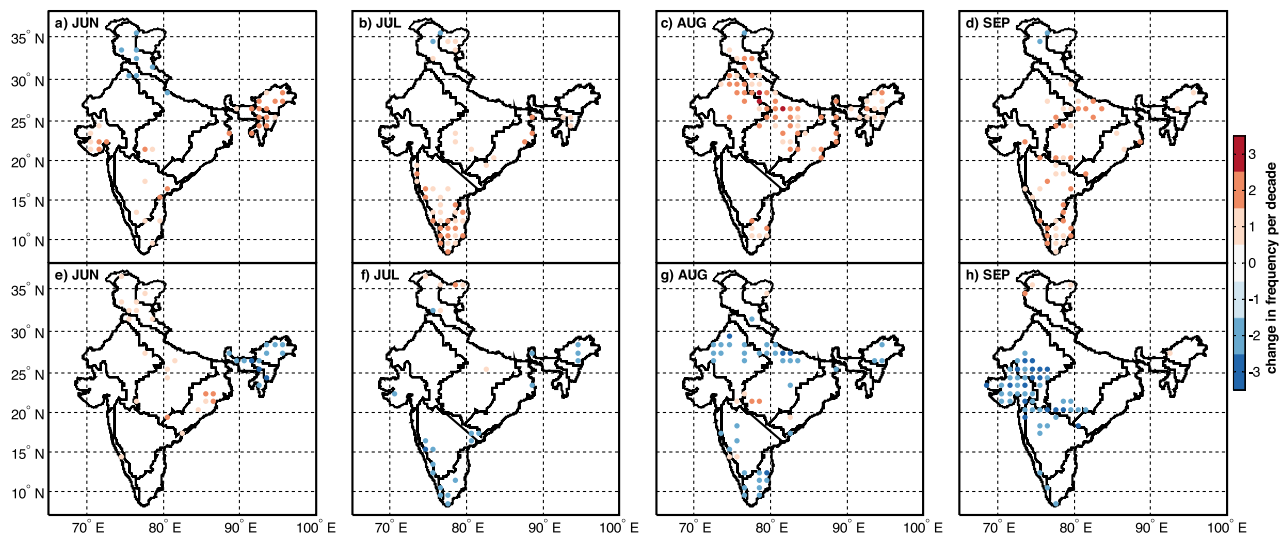 a) JUN
b) JUL
c) AUG
d) SEP
35° N
30° N
25° N
20° N
15° N
10° N
e) JUN
f) JUL
g) AUG
h) SEP
35° N
30° N
25° N
20° N
15° N
10° N
70° E 80° E 90° E 100° E
70° E 80° E 90° E 100° E
70° E 80° E 90° E 100° E
70° E 80° E 90° E 100° E
3
2
1
0
-1
-2
-3
change in frequency per decade